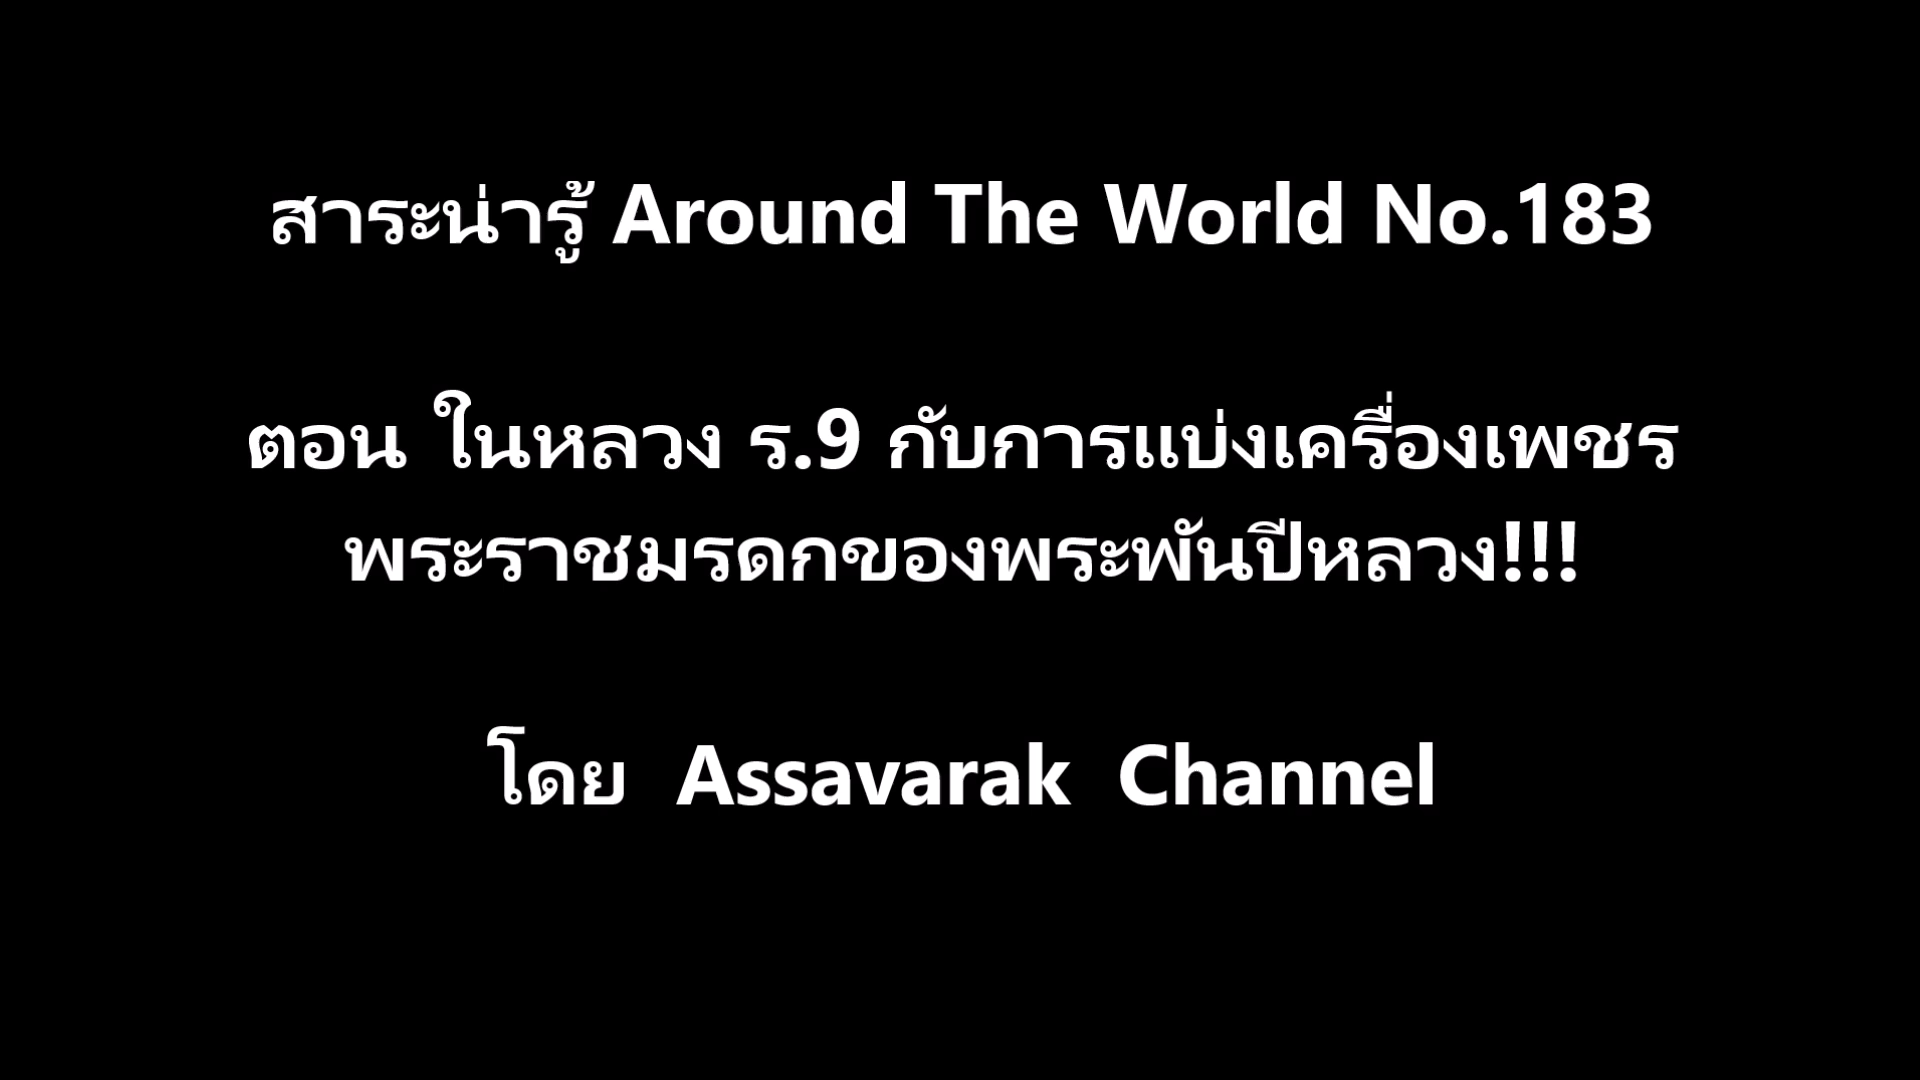 สาระน่ารู้ Around The World No.183
ตอน ในหลวง ร.9 กับการแบ่งเครื่องเพชร
พระราชมรดกของพระพันปีหลวง!!!
โดย Assavarak Channel